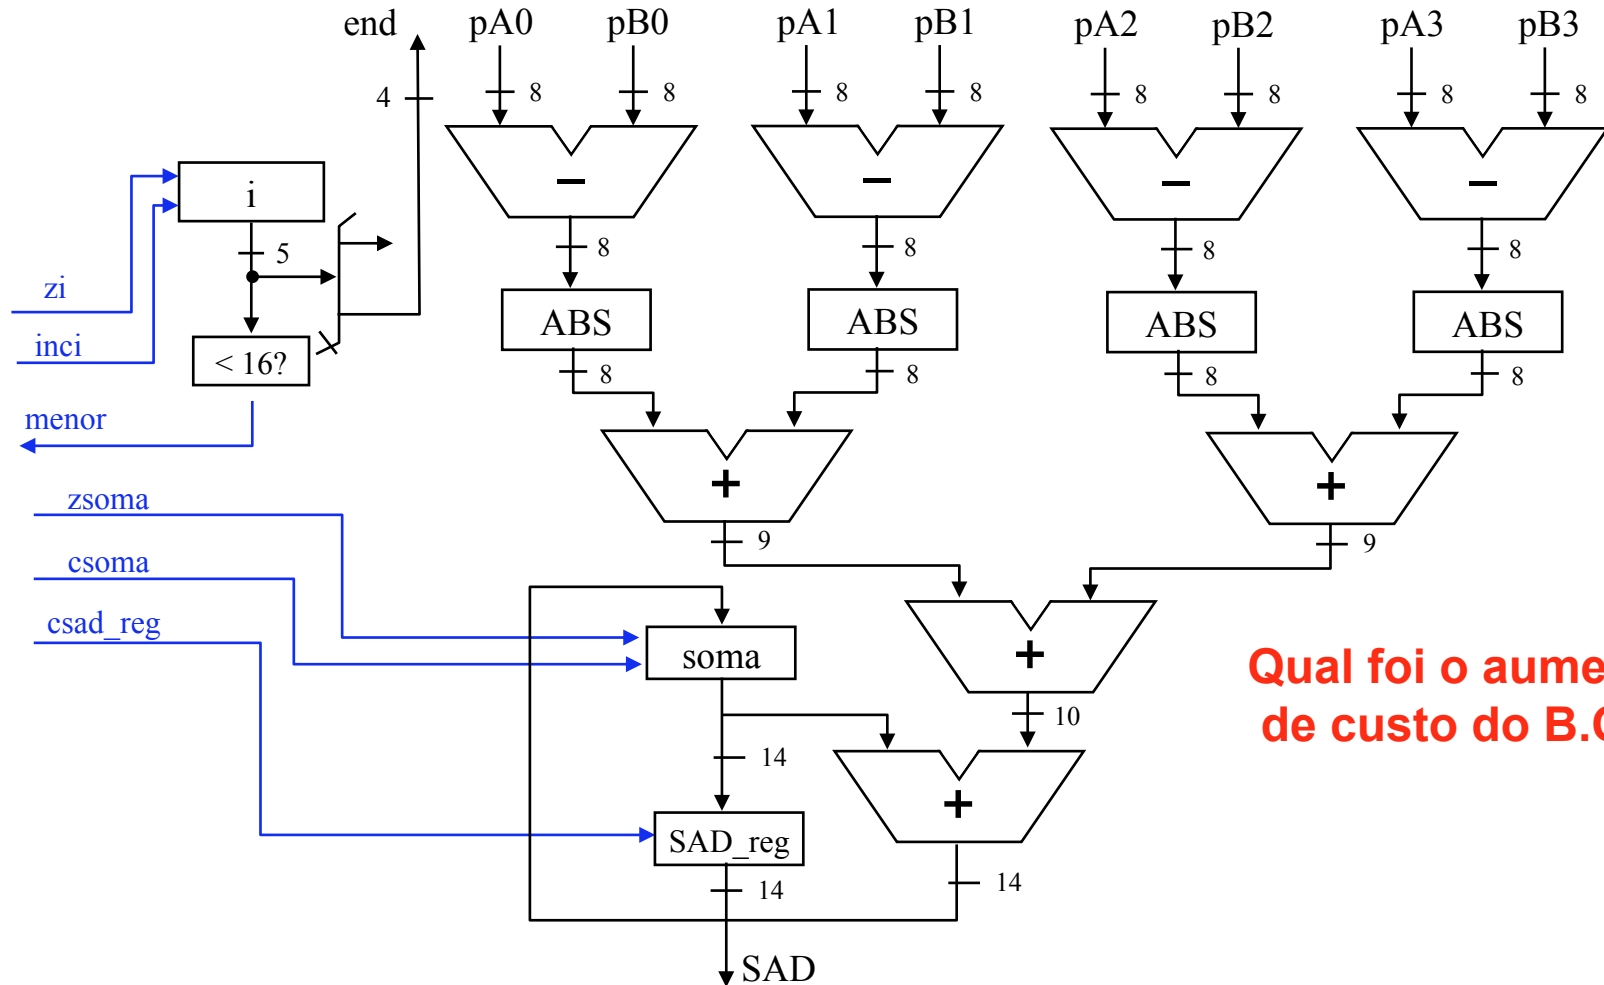 end pA0 pB0 pA1 pB1 pA2 pB2 pA3 pB3
4 8 8 8 8 8 8 8 8
− − − −
i
5 8 8 8 8
zi
inci
ABS ABS ABS ABS
< 16?
8 8 8 8
menor
+ +
zsoma
9 9
csoma
csad_reg
soma
+
Qual foi o
10
de custo do
14
+
SAD_reg
14 14
SAD